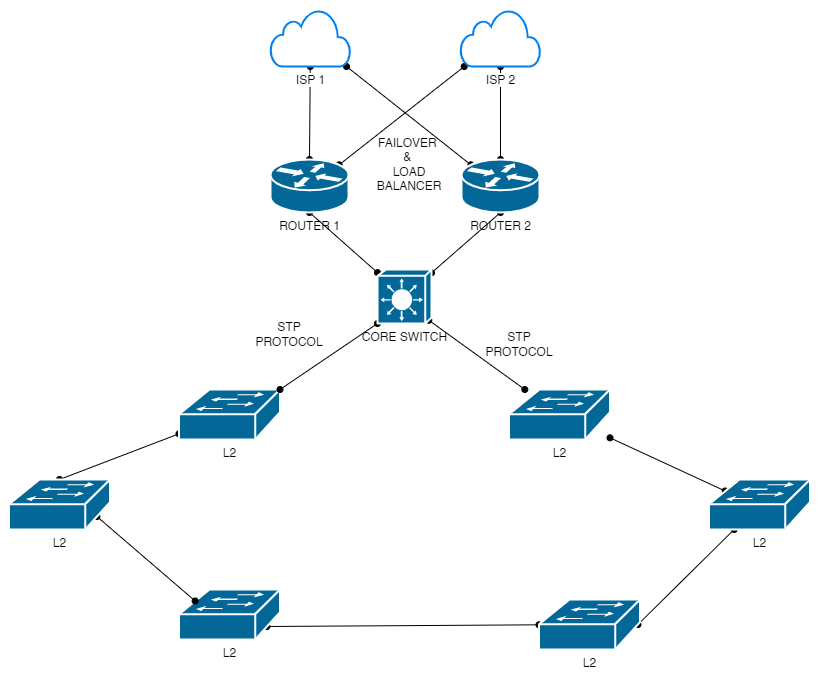 ISP 1
ISP 2
FAILOVER
&
LOAD
BALANCER
ROUTER 1
ROUTER 2
CORE SWITCH
STP
PROTOCOL
STP
PROTOCOL
L2
L2
L2
L2
L2
L2